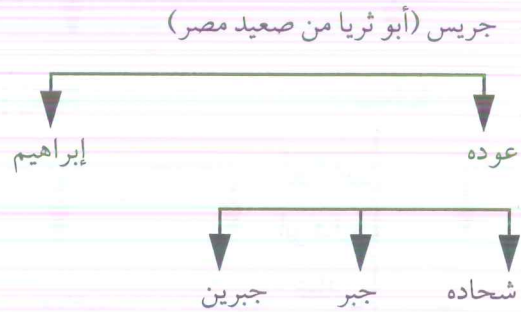 جريس (أبو ثريا من صعيد مصر)
عوده إبراهيم
شحاده جبر جبرين